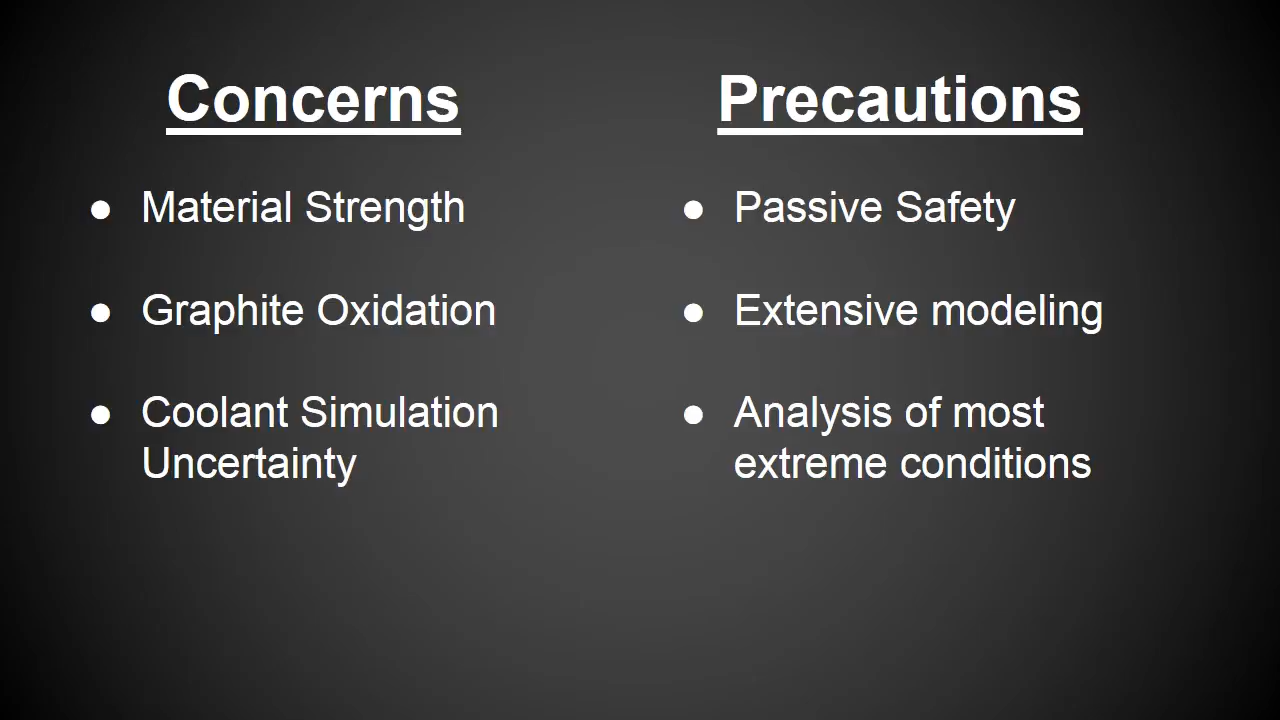 Concerns
● Material Strength
● Graphite Oxidation
● Coolant Simulation
Uncertainty
Precautions
● Passive Safety
● Extensive modeling
● Analysis of most
extreme conditions